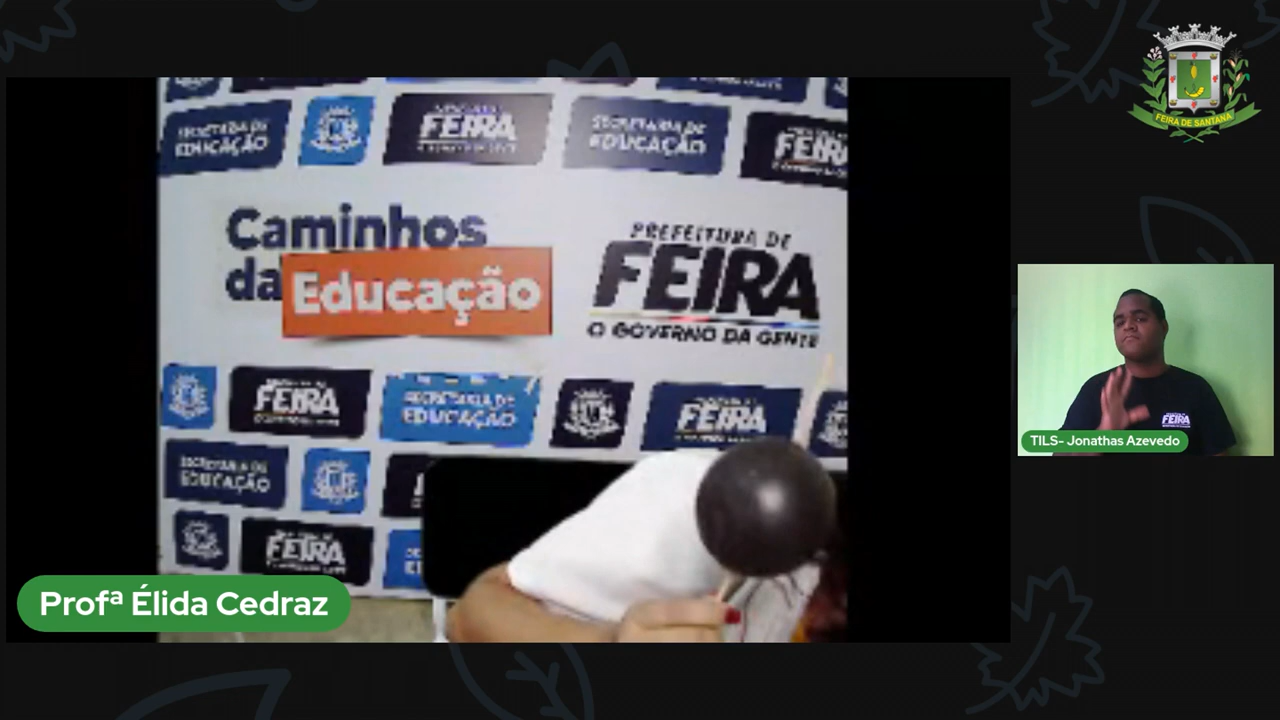 FEIRA DE SANTANA
SECRETARIA DE
EDUCAÇÃO
FEIRA
SECRETARIA DE
EDUCAÇÃO
FEIRA
Caminhos
da Educação
PREFEITURA DE
FEIRA
O GOVERNO DA GENTE
FEIRA
SECRETARIA DE
EDUCAÇÃO
FEIRA
SECRETARIA DE
EDUCAÇÃO
FEIRA
FEIRA
TILS- Jonathas Azevedo
Profª Élida Cedraz